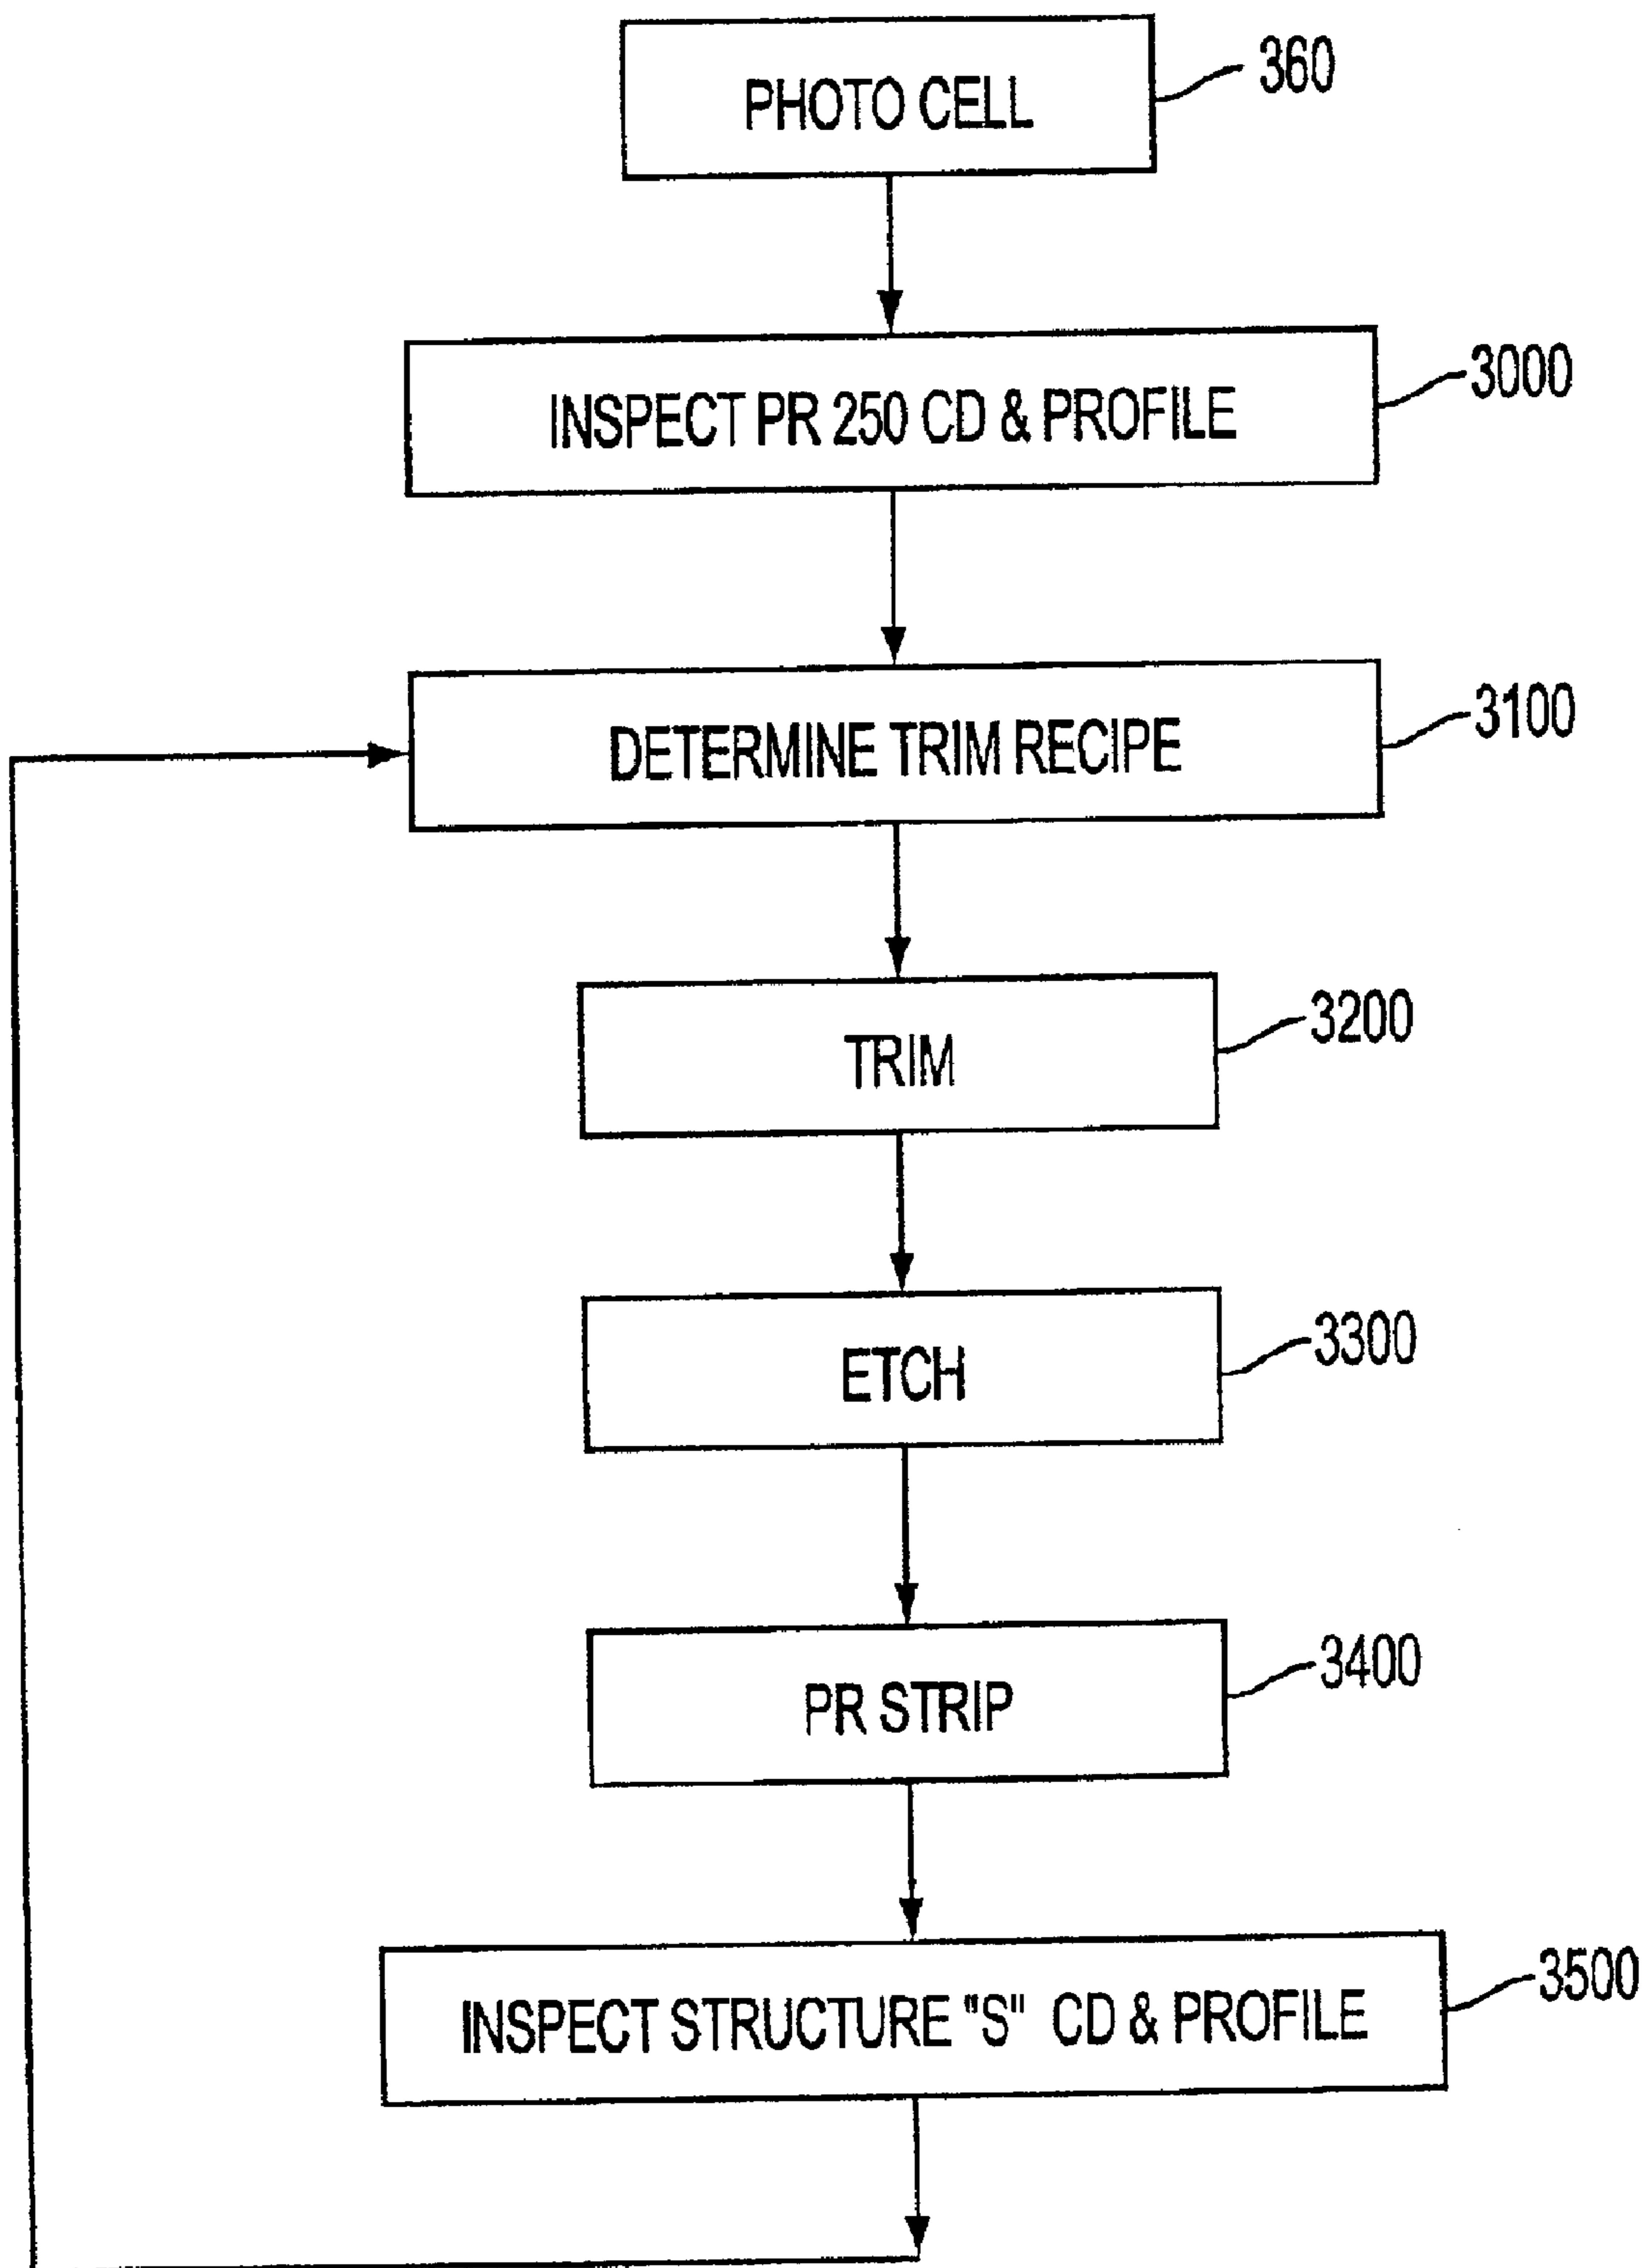 PHOTO CELL
360
INSPECT PR 250 CD & PROFILE
3000
DETERMINE TRIM RECIPE
3100
TRIM
3200
ETCH
3300
PR STRIP
3400
INSPECT STRUCTURE "S" CD & PROFILE
3500